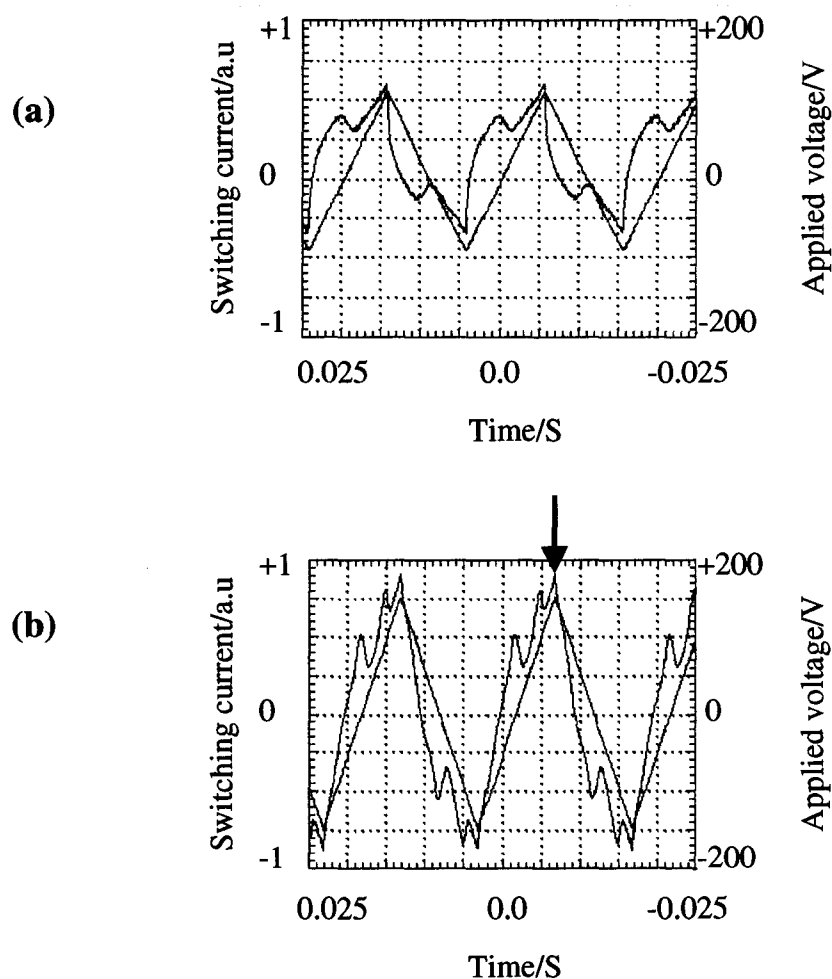 (a)
Switching current/a.u
+1
0
-1
+200
0
-200
Applied voltage/V
0.025 0.0 -0.025
Time/S
(b)
Switching current/a.u
+1
0
-1
+200
0
-200
Applied voltage/V
0.025 0.0 -0.025
Time/S